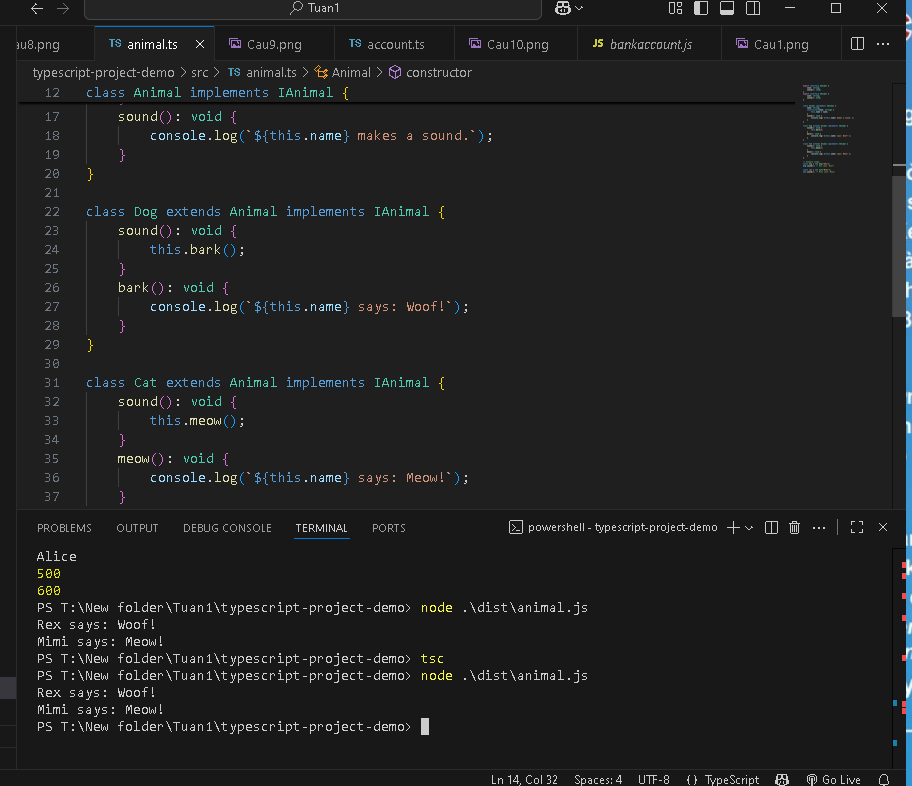 Tuan1
au8.png TS animal.ts Cau9.png TS account.ts Cau10.png JS bankaccount.js Cau1.png
typescript-project-demo > src > TS animal.ts > Animal > constructor
12 class Animal implements IAnimal {
17 sound(): void {
18 console.log(`${this.name} makes a sound.`);
19 }
20 }
21
22 class Dog extends Animal implements IAnimal {
23 sound(): void {
24 this.bark();
25 }
26 bark(): void {
27 console.log(`${this.name} says: Woof!`);
28 }
29 }
30
31 class Cat extends Animal implements IAnimal {
32 sound(): void {
33 this.meow();
34 }
35 meow(): void {
36 console.log(`${this.name} says: Meow!`);
37 }
PROBLEMS OUTPUT DEBUG CONSOLE TERMINAL PORTS powershell - typescript-project-demo
Alice
500
600
PS T:\New folder\Tuan1\typescript-project-demo> node .\dist\animal.js
Rex says: Woof!
Mimi says: Meow!
PS T:\New folder\Tuan1\typescript-project-demo> tsc
PS T:\New folder\Tuan1\typescript-project-demo> node .\dist\animal.js
Rex says: Woof!
Mimi says: Meow!
PS T:\New folder\Tuan1\typescript-project-demo>
Ln 14, Col 32 Spaces: 4 UTF-8 {} TypeScript Go Live